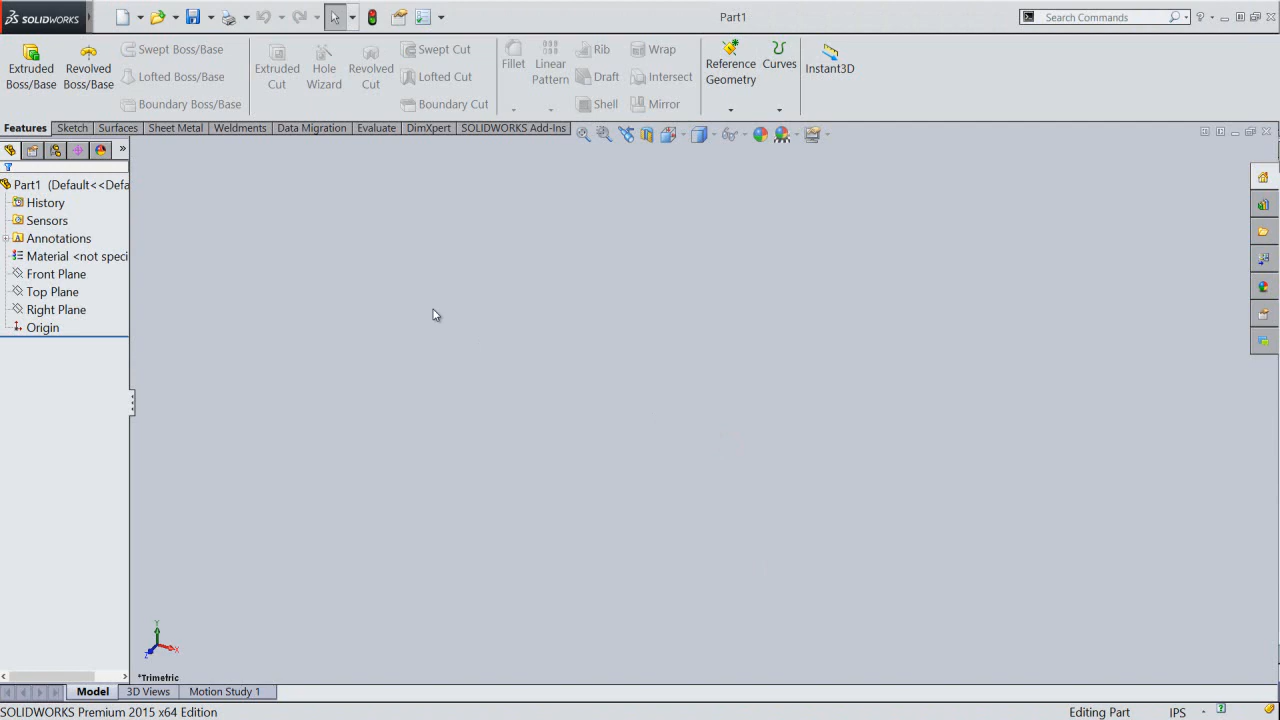 SOLIDWORKS
Part1
Search Commands
Extruded Boss/Base
Revolved Boss/Base
Swept Boss/Base
Lofted Boss/Base
Boundary Boss/Base
Extruded Cut
Hole Wizard
Revolved Cut
Swept Cut
Lofted Cut
Boundary Cut
Fillet
Linear Pattern
Rib
Draft
Shell
Wrap
Intersect
Mirror
Reference Geometry
Curves
Instant3D
Features
Sketch
Surfaces
Sheet Metal
Weldments
Data Migration
Evaluate
DimXpert
SOLIDWORKS Add-Ins
Part1 (Default<<Defa
History
Sensors
Annotations
Material <not speci
Front Plane
Top Plane
Right Plane
Origin
Y
X
Z
*Trimetric
Model
3D Views
Motion Study 1
SOLIDWORKS Premium 2015 x64 Edition
Editing Part
IPS